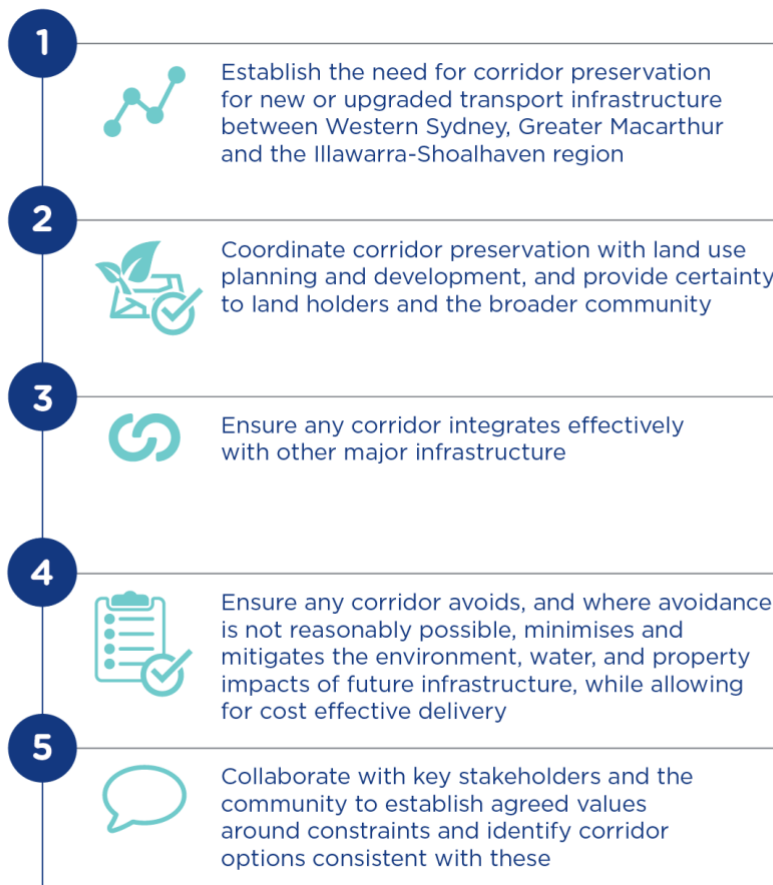 1
Establish the need for corridor preservation
for new or upgraded transport infrastructure
between Western Sydney, Greater Macarthur
and the Illawarra-Shoalhaven region
2
Coordinate corridor preservation with land use
planning and development, and provide certainty
to land holders and the broader community
3
Ensure any corridor integrates effectively
with other major infrastructure
4
Ensure any corridor avoids, and where avoidance
is not reasonably possible, minimises and
mitigates the environment, water, and property
impacts of future infrastructure, while allowing
for cost effective delivery
5
Collaborate with key stakeholders and the
community to establish agreed values
around constraints and identify corridor
options consistent with these